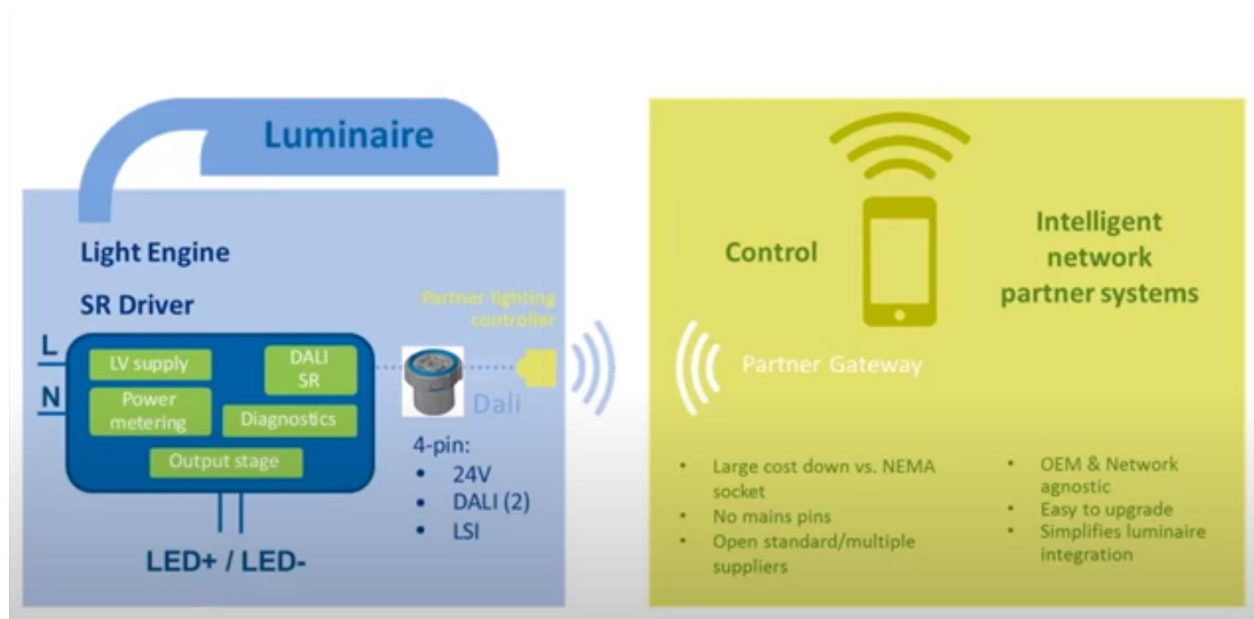 Luminaire
Light Engine
SR Driver
Partner lighting
controller
L
N
LV supply
DALI
SR
Power
metering
Diagnostics
Output stage
LED+ / LED-
Dali
4-pin:
• 24V
• DALI (2)
• LSI
Control
Intelligent
network
partner systems
Partner Gateway
• Large cost down vs. NEMA
socket
• No mains pins
• Open standard/multiple
suppliers
• OEM & Network
agnostic
• Easy to upgrade
• Simplifies luminaire
integration